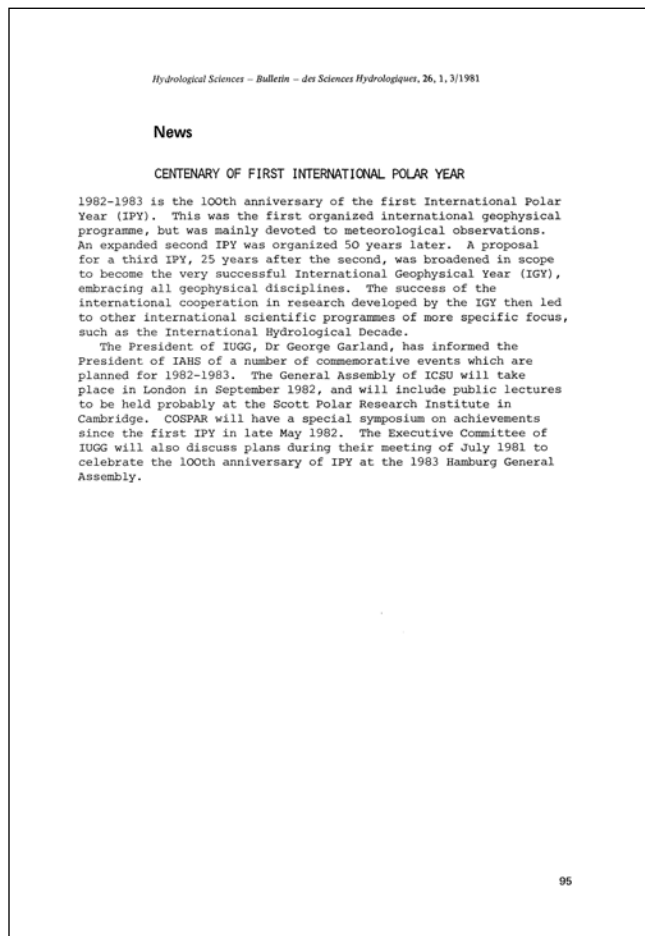 Hydrological Sciences – Bulletin – des Sciences Hydrologiques, 26, 1, 3/1981
News
CENTENARY OF FIRST INTERNATIONAL POLAR YEAR
1982-1983 is the 100th anniversary of the first International Polar
Year (IPY). This was the first organized international geophysical
programme, but was mainly devoted to meteorological observations.
An expanded second IPY was organized 50 years later. A proposal
for a third IPY, 25 years after the second, was broadened in scope
to become the very successful International Geophysical Year (IGY),
embracing all geophysical disciplines. The success of the
international cooperation in research developed by the IGY then led
to other international scientific programmes of more specific focus,
such as the International Hydrological Decade.
The President of IUGG, Dr George Garland, has informed the
President of IAHS of a number of commemorative events which are
planned for 1982-1983. The General Assembly of ICSU will take
place in London in September 1982, and will include public lectures
to be held probably at the Scott Polar Research Institute in
Cambridge. COSPAR will have a special symposium on achievements
since the first IPY in late May 1982. The Executive Committee of
IUGG will also discuss plans during their meeting of July 1981 to
celebrate the 100th anniversary of IPY at the 1983 Hamburg General
Assembly.
95